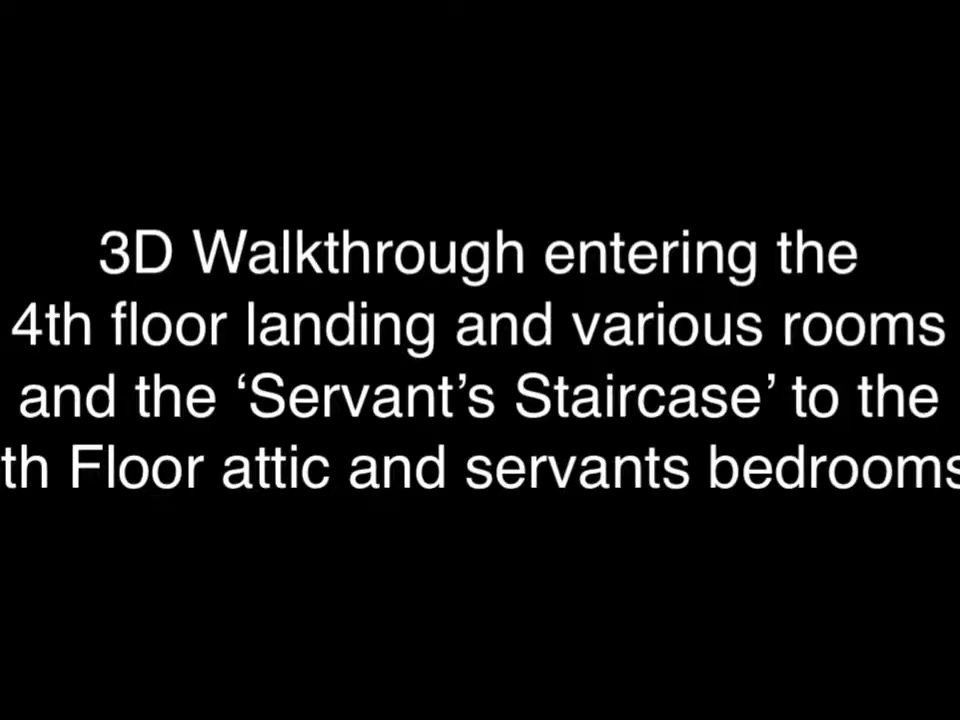 3D Walkthrough entering the
4th floor landing and various rooms
and the ‘Servant’s Staircase’ to the
th Floor attic and servants bedrooms